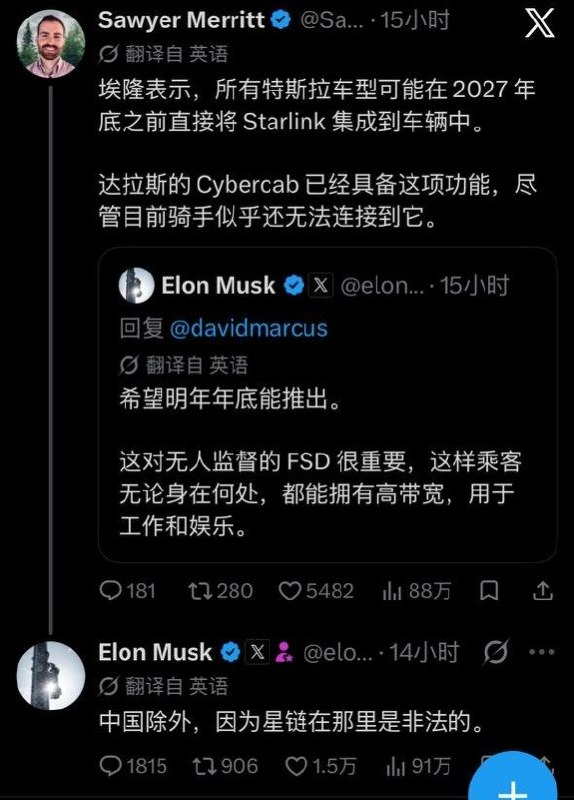 Sawyer Merritt @Sa... · 15小时
翻译自 英语
埃隆表示，所有特斯拉车型可能在 2027 年
底之前直接将 Starlink 集成到车辆中。
达拉斯的 Cybercab 已经具备这项功能，尽
管目前骑手似乎还无法连接到它。
Elon Musk @elon... · 15小时
回复 @davidmarcus
翻译自 英语
希望明年年底能推出。
这对无人监督的 FSD 很重要，这样乘客
无论身在何处，都能拥有高带宽，用于
工作和娱乐。
181 280 5482 88万
Elon Musk @elo... · 14小时
翻译自 英语
中国除外，因为星链在那里是非法的。
1815 906 1.5万 91万